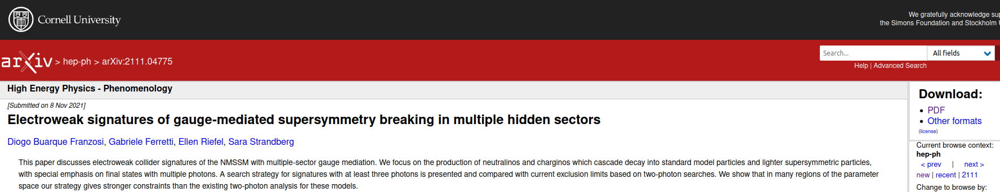 Cornell University
We gratefully acknowledge sup
the Simons Foundation and Stockholm
arXiv > hep-ph > arXiv:2111.04775
Search...
All fields
Help | Advanced Search
High Energy Physics - Phenomenology
[Submitted on 8 Nov 2021]
Electroweak signatures of gauge-mediated supersymmetry breaking in multiple hidden sectors
Diogo Buarque Franzosi, Gabriele Ferretti, Ellen Riefel, Sara Strandberg
This paper discusses electroweak collider signatures of the NMSSM with multiple-sector gauge mediation. We focus on the production of neutralinos and charginos which cascade decay into standard model particles and lighter supersymmetric particles,
with special emphasis on final states with multiple photons. A search strategy for signatures with at least three photons is presented and compared with current exclusion limits based on two-photon searches. We show that in many regions of the parameter
space our strategy gives stronger constraints than the existing two-photon analysis for these models.
Download:
• PDF
• Other formats
(license)
Current browse context:
hep-ph
< prev | next >
new | recent | 2111
Change to browse by: